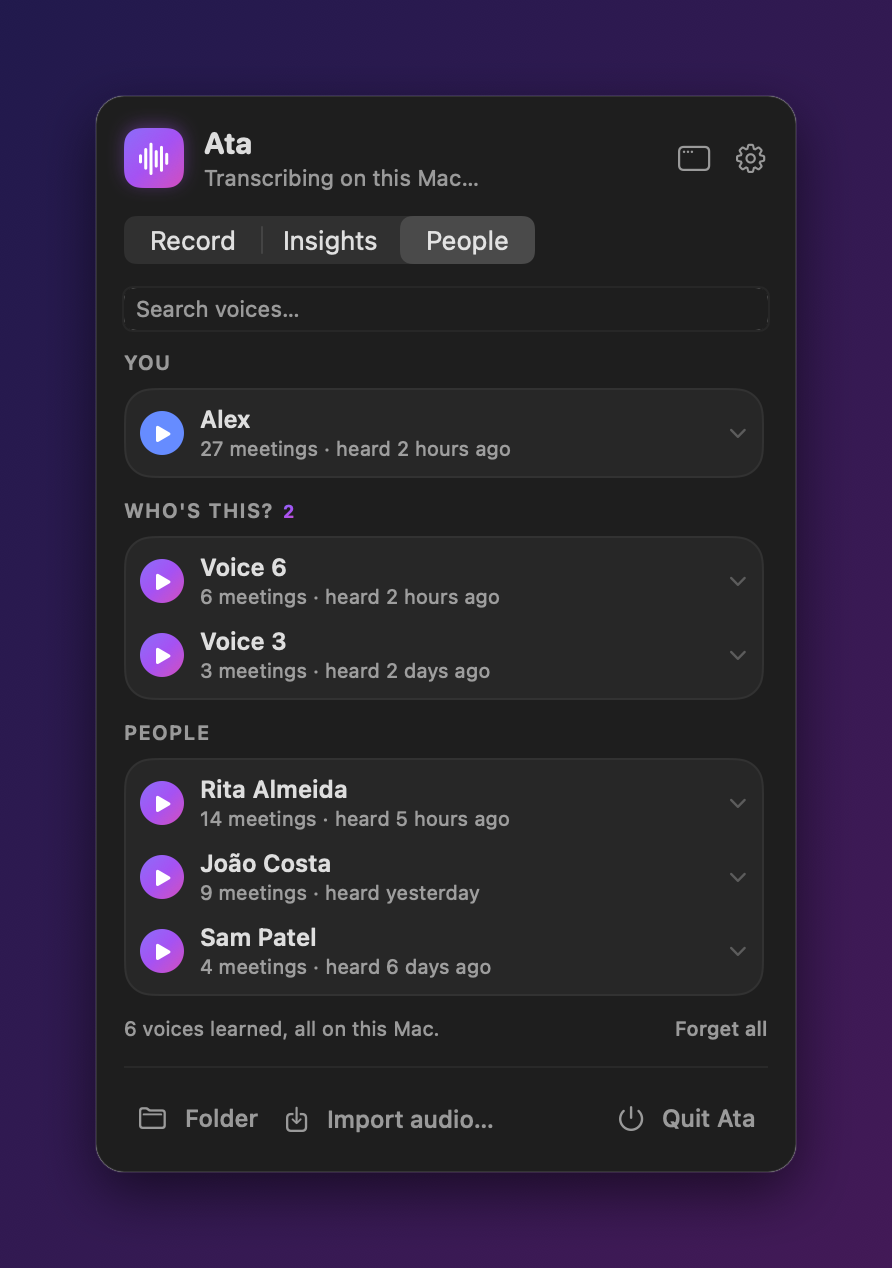 Ata
Transcribing on this Mac...
Record
Insights
People
Search voices...
YOU
Alex
27 meetings · heard 2 hours ago
WHO'S THIS? 2
Voice 6
6 meetings · heard 2 hours ago
Voice 3
3 meetings · heard 2 days ago
PEOPLE
Rita Almeida
14 meetings · heard 5 hours ago
João Costa
9 meetings · heard yesterday
Sam Patel
4 meetings · heard 6 days ago
6 voices learned, all on this Mac.
Forget all
Folder
Import audio...
Quit Ata